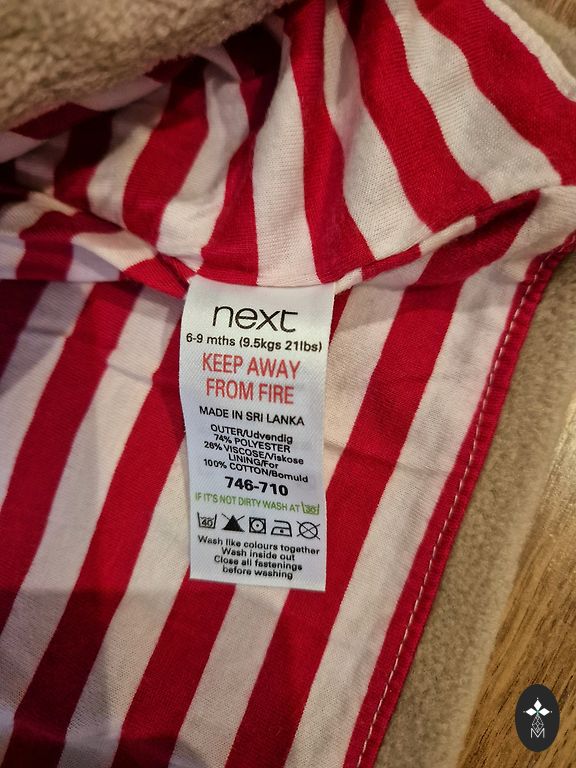 next
6-9 mths (9.5kgs 21lbs)
KEEP AWAY
FROM FIRE
MADE IN SRI LANKA
OUTER/Udvendig
74% POLYESTER
26% VISCOSE/Viskose
LINING/For
100% COTTON/Bomuld
746-710
IF IT'S NOT DIRTY WASH AT 30°
40
Wash like colours together
Wash inside out
Close all fastenings
before washing
M